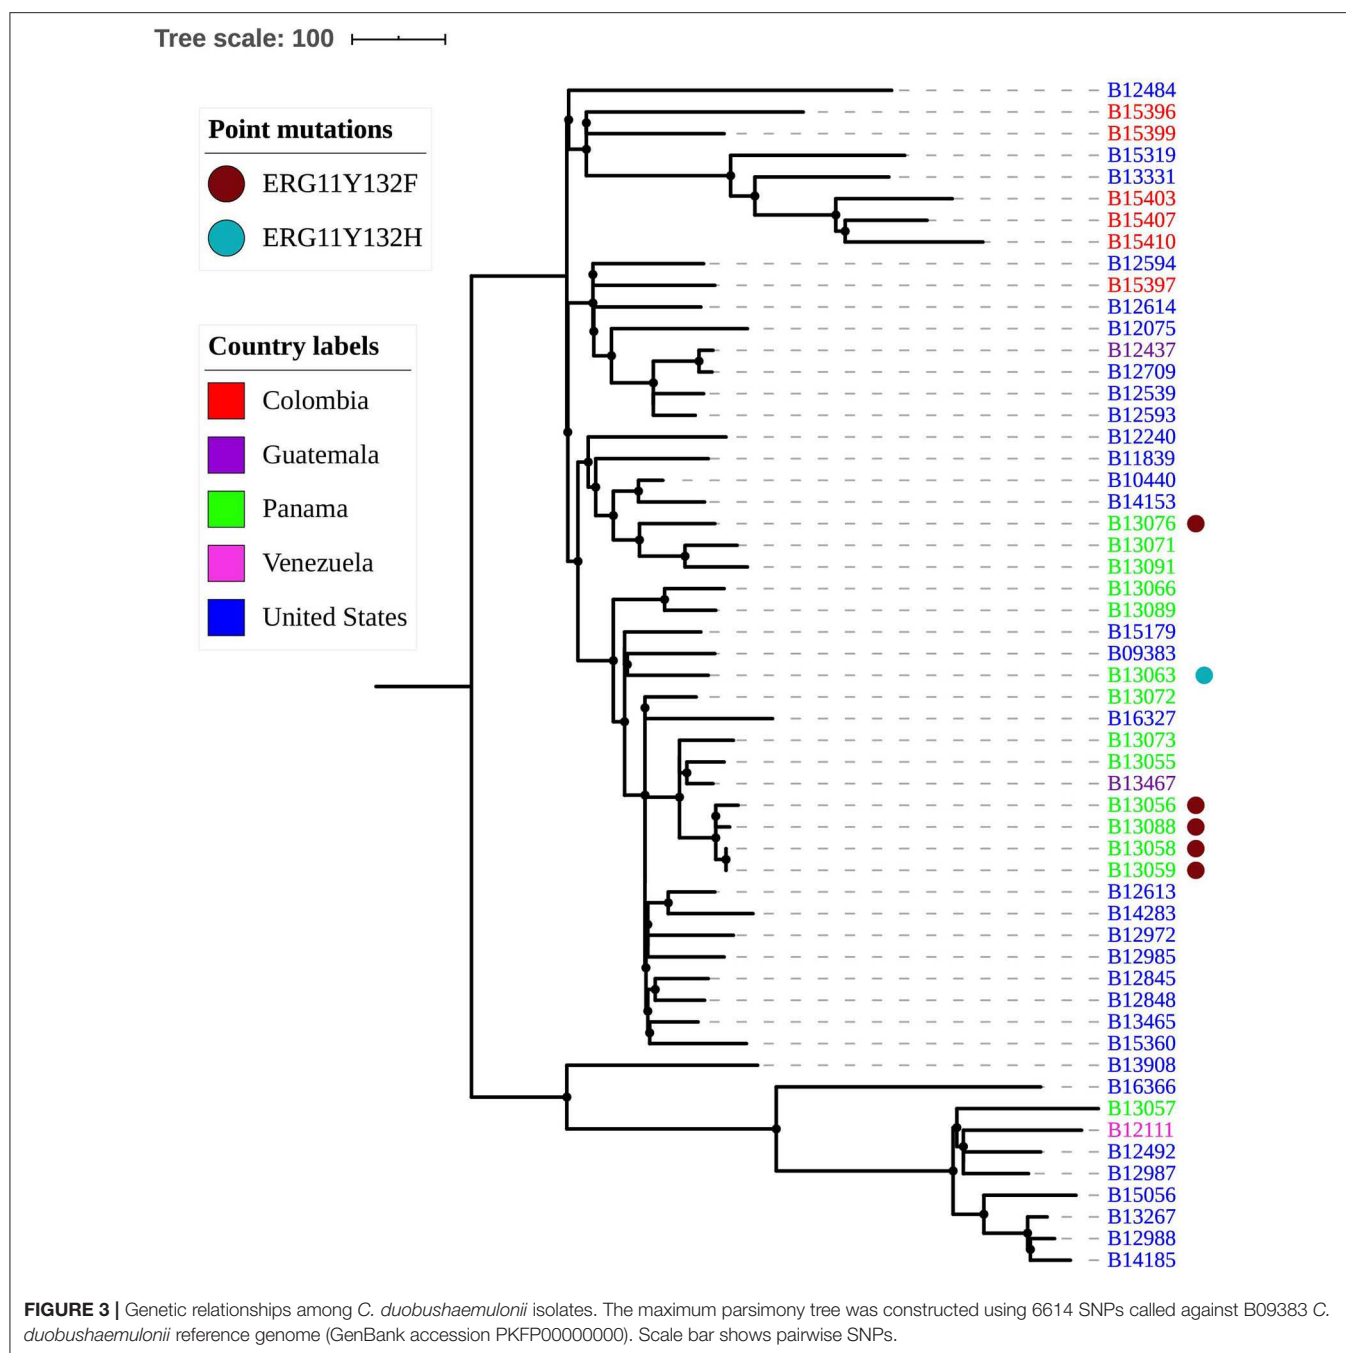 Tree scale: 100
Point mutations
ERG11Y132F
ERG11Y132H
Country labels
Colombia
Guatemala
Panama
Venezuela
United States
B12484
B15396
B15399
B15319
B13331
B15403
B15407
B15410
B12594
B15397
B12614
B12075
B12437
B12709
B12539
B12593
B12240
B11839
B10440
B14153
B13076
B13071
B13091
B13066
B13089
B15179
B09383
B13063
B13072
B16327
B13073
B13055
B13467
B13056
B13088
B13058
B13059
B12613
B14283
B12972
B12985
B12845
B12848
B13465
B15360
B13908
B16366
B13057
B12111
B12492
B12987
B15056
B13267
B12988
B14185
FIGURE 3 | Genetic relationships among C. duobushaemulonii isolates. The maximum parsimony tree was constructed using 6614 SNPs called against B09383 C.
duobushaemulonii reference genome (GenBank accession PKFP00000000). Scale bar shows pairwise SNPs.